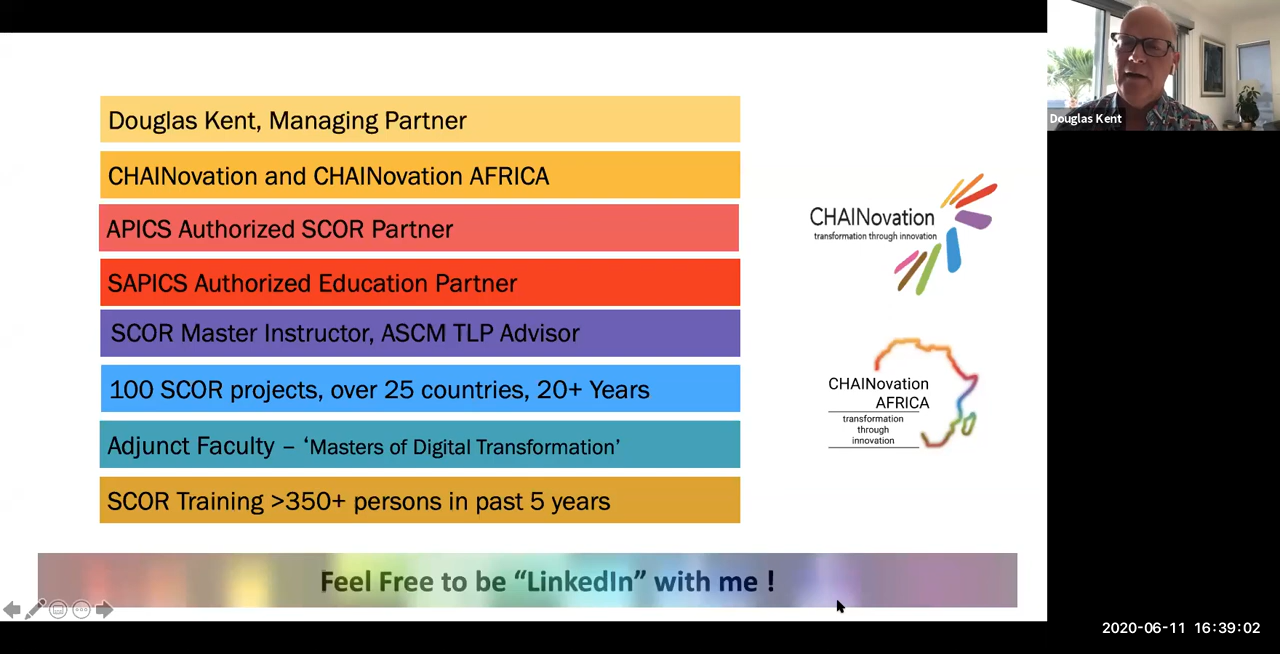 Douglas Kent, Managing Partner
CHAINovation and CHAINovation AFRICA
APICS Authorized SCOR Partner
SAPICS Authorized Education Partner
SCOR Master Instructor, ASCM TLP Advisor
100 SCOR projects, over 25 countries, 20+ Years
Adjunct Faculty – ‘Masters of Digital Transformation’
SCOR Training >350+ persons in past 5 years
CHAINovation
transformation through innovation
CHAINovation
AFRICA
transformation
through
innovation
Feel Free to be “LinkedIn” with me !
Douglas Kent
2020-06-11 16:39:02